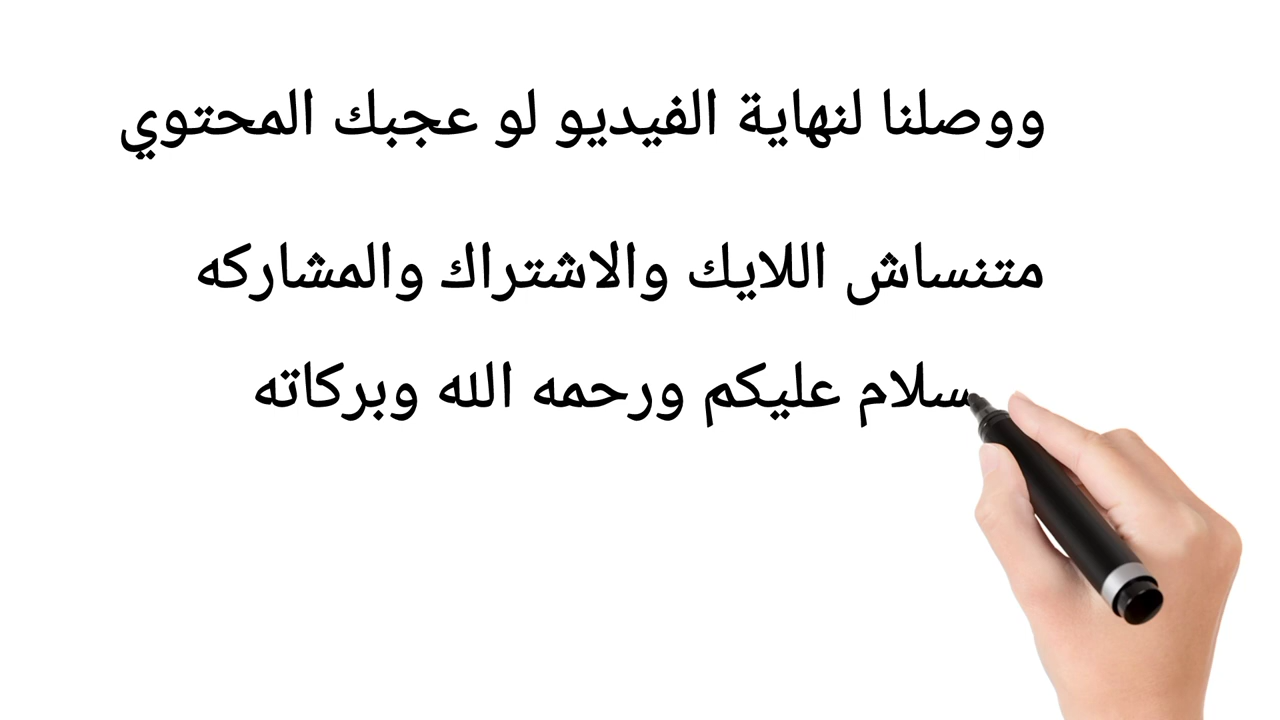 ووصلنا لنهاية الفيديو لو عجبك المحتوي
متنساش اللايك والاشتراك والمشاركه
سلام عليكم ورحمه الله وبركاته